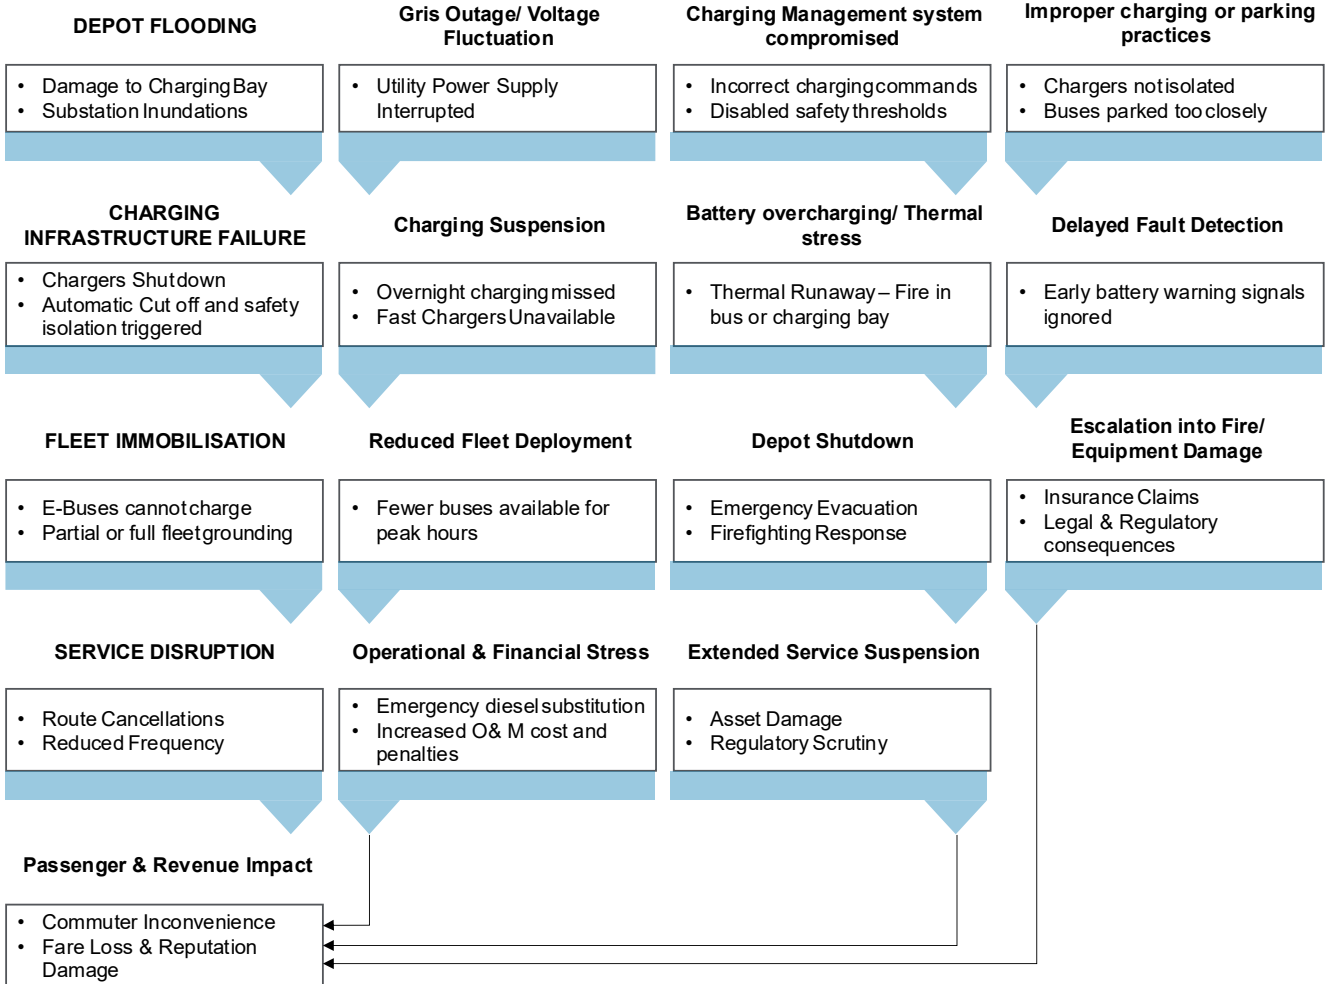 DEPOT FLOODING
Gris Outage/ Voltage
Fluctuation
Charging Management system
compromised
Improper charging or parking
practices
• Damage to Charging Bay
• Substation Inundations
• Utility Power Supply
Interrupted
• Incorrect charging commands
• Disabled safety thresholds
• Chargers not isolated
• Buses parked too closely
CHARGING
INFRASTRUCTURE FAILURE
Charging Suspension
Battery overcharging/ Thermal
stress
Delayed Fault Detection
• Chargers Shutdown
• Automatic Cut off and safety
isolation triggered
• Overnight charging missed
• Fast Chargers Unavailable
• Thermal Runaway – Fire in
bus or charging bay
• Early battery warning signals
ignored
FLEET IMMOBILISATION
Reduced Fleet Deployment
Depot Shutdown
Escalation into Fire/
Equipment Damage
• E-Buses cannot charge
• Partial or full fleet grounding
• Fewer buses available for
peak hours
• Emergency Evacuation
• Firefighting Response
• Insurance Claims
• Legal & Regulatory
consequences
SERVICE DISRUPTION
Operational & Financial Stress
Extended Service Suspension
• Route Cancellations
• Reduced Frequency
• Emergency diesel substitution
• Increased O& M cost and
penalties
• Asset Damage
• Regulatory Scrutiny
Passenger & Revenue Impact
• Commuter Inconvenience
• Fare Loss & Reputation
Damage